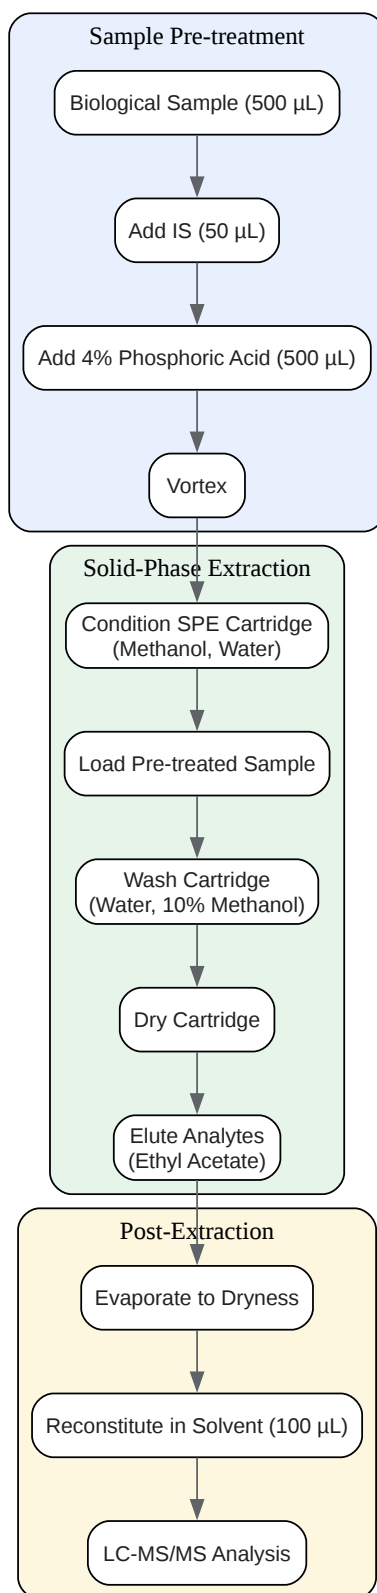 Sample Pre-treatment
Biological Sample (500 µL)
Add IS (50 µL)
Add 4% Phosphoric Acid (500 µL)
Vortex
Solid-Phase Extraction
Condition SPE Cartridge
(Methanol, Water)
Load Pre-treated Sample
Wash Cartridge
(Water, 10% Methanol)
Dry Cartridge
Elute Analytes
(Ethyl Acetate)
Post-Extraction
Evaporate to Dryness
Reconstitute in Solvent (100 µL)
LC-MS/MS Analysis